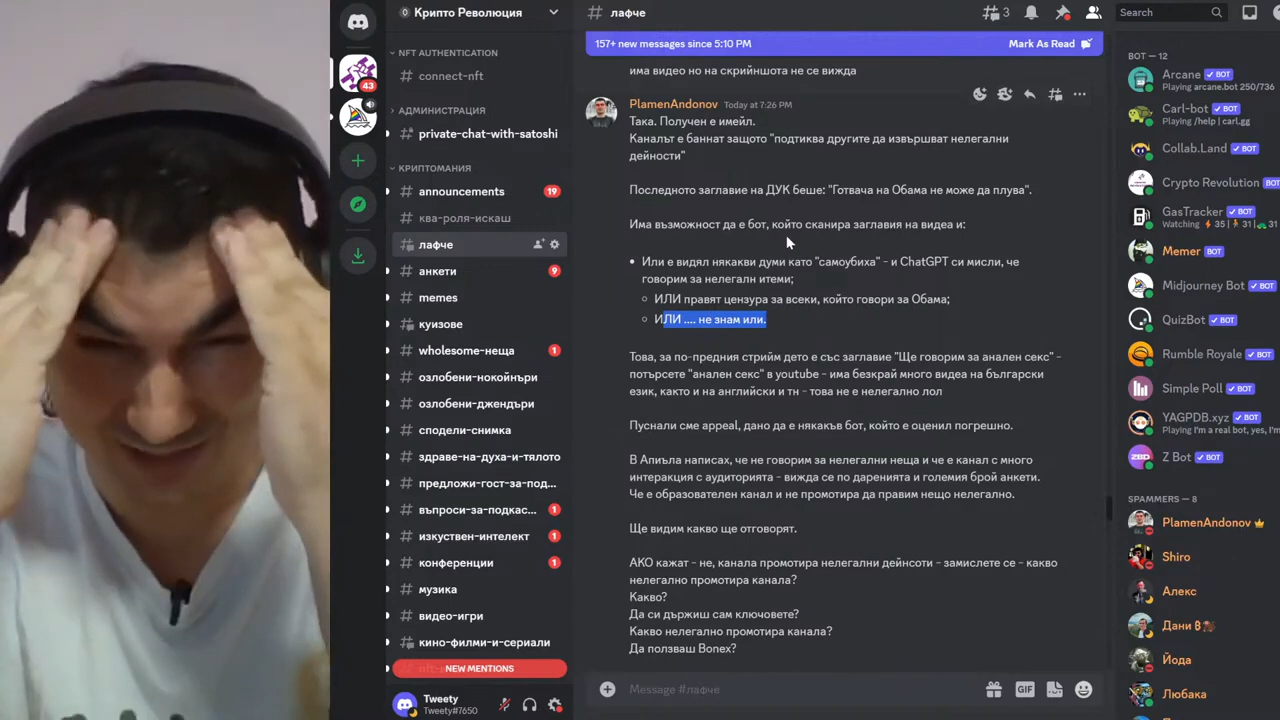 Крипто Революция
NFT AUTHENTICATION
connect-nft
АДМИНИСТРАЦИЯ
private-chat-with-satoshi
КРИПТОМАНИЯ
announcements 19
ква-роля-искаш
лафче
анкети 9
memes
куизове
wholesome-неща 1
озлобени-нокойнъри
озлобени-джендъри
сподели-снимка
здраве-на-духа-и-тялото
предложи-гост-за-под...
въпроси-за-подкас... 1
изкуствен-интелект 1
конференции 1
музика
видео-игри
кино-филми-и-сериали
NEW MENTIONS
43
Tweety
Tweety#7650
# лафче
3
Search
157+ new messages since 5:10 PM Mark As Read
има видео но на скрийншота не се вижда
PlamenAndonov Today at 7:26 PM
Така. Получен е имейл.
Каналът е баннат защото "подтиква другите да извършват нелегални
дейности"
Последното заглавие на ДУК беше: "Готвача на Обама не може да плува".
Има възможност да е бот, който сканира заглавия на видеа и:
• Или е видял някакви думи като "самоубиха" - и ChatGPT си мисли, че
говорим за нелегални итеми;
ИЛИ правят цензура за всеки, който говори за Обама;
ИЛИ .... не знам или.
Това, за по-предния стрийм дето е със заглавие "Ще говорим за анален секс" -
потърсете "анален секс" в youtube - има безкрай много видеа на български
език, както и на английски и тн - това не е нелегално лол
Пуснали сме appeal, дано да е някакъв бот, който е оценил погрешно.
В Апиъла написах, че не говорим за нелегални неща и че е канал с много
интеракция с аудиторията - вижда се по даренията и големия брой анкети.
Че е образователен канал и не промотира да правим нещо нелегално.
Ще видим какво ще отговорят.
АКО кажат - не, канала промотира нелегални дейнсоти - замислете се - какво
нелегално промотира канала?
Какво?
Да си държиш сам ключовете?
Какво нелегално промотира канала?
Да ползваш Bonex?
Message #лафче
GIF
BOT — 12
Arcane BOT
Playing arcane.bot 250/736
Carl-bot BOT
Playing /help | carl.gg
Collab.Land BOT
Crypto Revolution BOT
GasTracker BOT
Watching
Memer BOT
Midjourney Bot BOT
QuizBot BOT
Rumble Royale BOT
Simple Poll BOT
YAGPDB.xyz BOT
Playing I'm a real bot, yes, I'm
Z Bot BOT
SPAMMERS — 8
PlamenAndonov
Shiro
Алекс
Дани
Йода
Любака